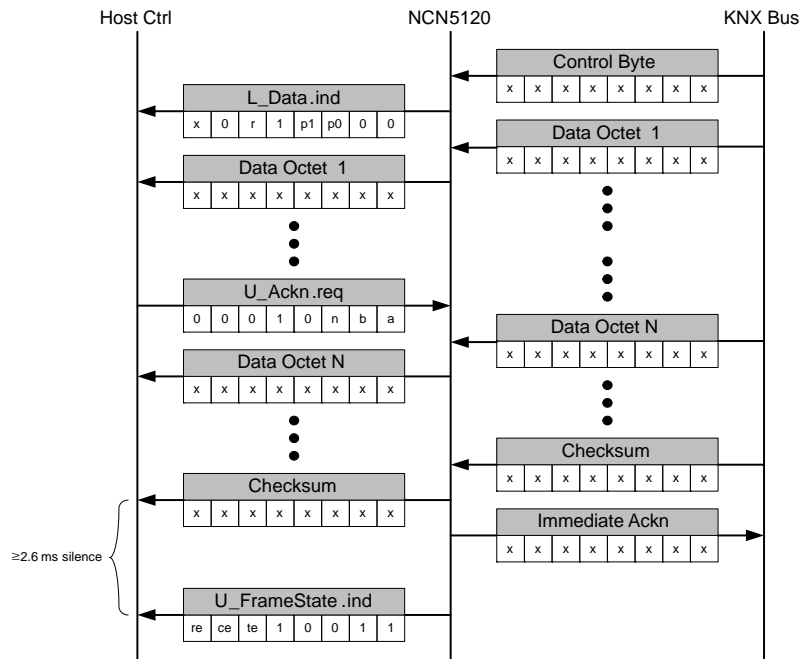 Host Ctrl NCN5120 KNX Bus
Control Byte
x x x x x x x x
L_Data.ind
x 0 r 1 p1 p0 0 0
Data Octet 1
x x x x x x x x
Data Octet 1
x x x x x x x x
U_Ackn.req
0 0 0 1 0 n b a
Data Octet N
x x x x x x x x
Data Octet N
x x x x x x x x
Checksum
x x x x x x x x
Checksum
x x x x x x x x
Immediate Ackn
x x x x x x x x
≥2.6 ms silence
U_FrameState.ind
re ce te 1 0 0 1 1